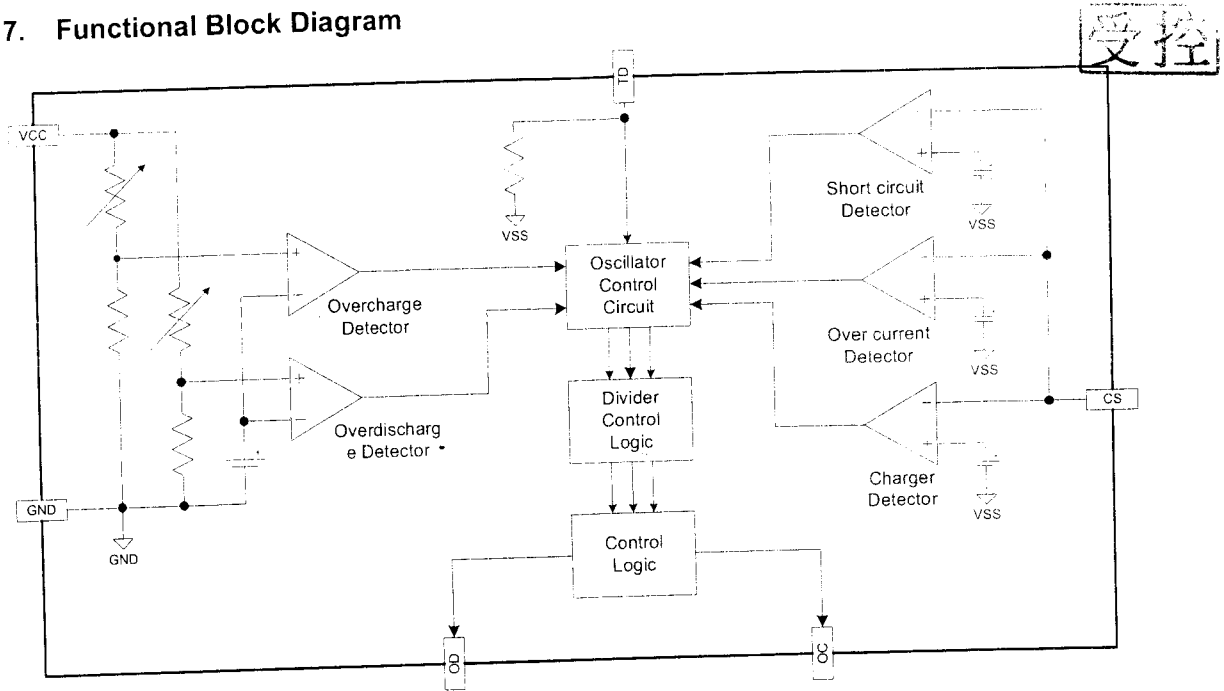 7. Functional Block Diagram
受控
TD
VCC
Short circuit
Detector
VSS
VSS
Oscillator
Control
Circuit
Overcharge
Detector
Over current
Detector
VSS
Divider
Control
Logic
CS
Overdischarg
e Detector
Charger
Detector
VSS
GND
GND
Control
Logic
OD
OC